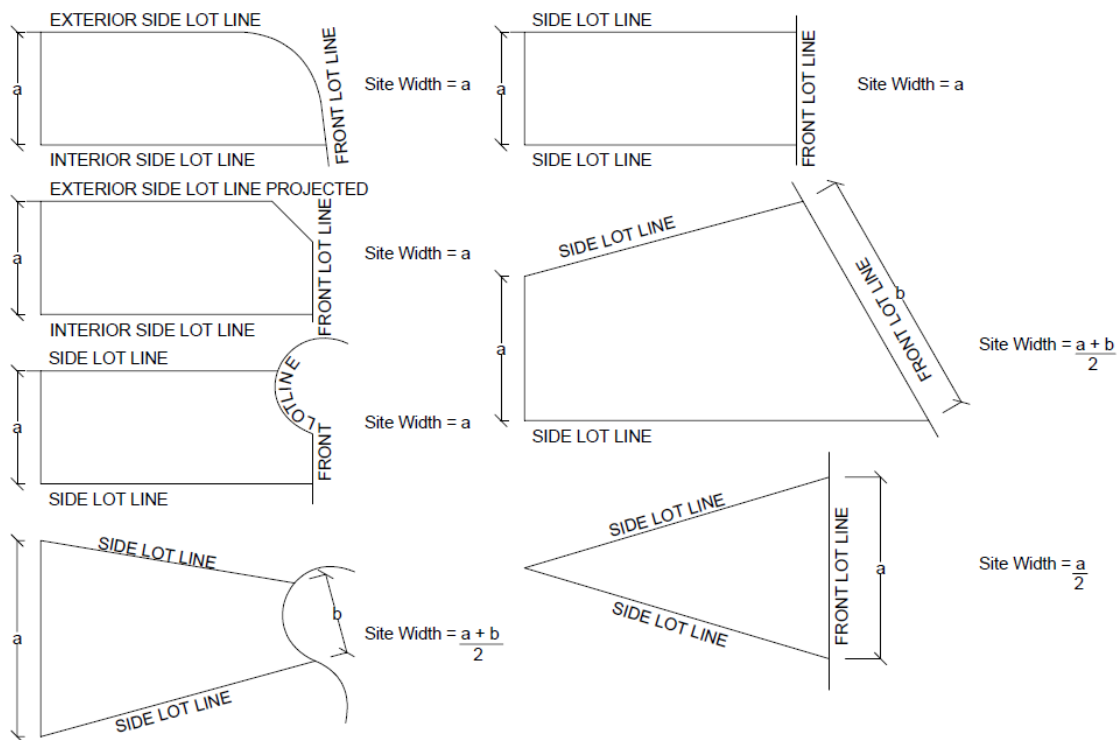 EXTERIOR SIDE LOT LINE
a
FRONT LOT LINE
Site Width = a
INTERIOR SIDE LOT LINE
SIDE LOT LINE
a
FRONT LOT LINE
Site Width = a
SIDE LOT LINE
EXTERIOR SIDE LOT LINE PROJECTED
a
FRONT LOT LINE
Site Width = a
INTERIOR SIDE LOT LINE
SIDE LOT LINE
a
b
FRONT LOT LINE
Site Width = a + b
2
SIDE LOT LINE
SIDE LOT LINE
a
FRONT LOTLINE
Site Width = a
SIDE LOT LINE
SIDE LOT LINE
a
b
Site Width = a + b
2
SIDE LOT LINE
SIDE LOT LINE
FRONT LOT LINE
a
Site Width = a
2
SIDE LOT LINE